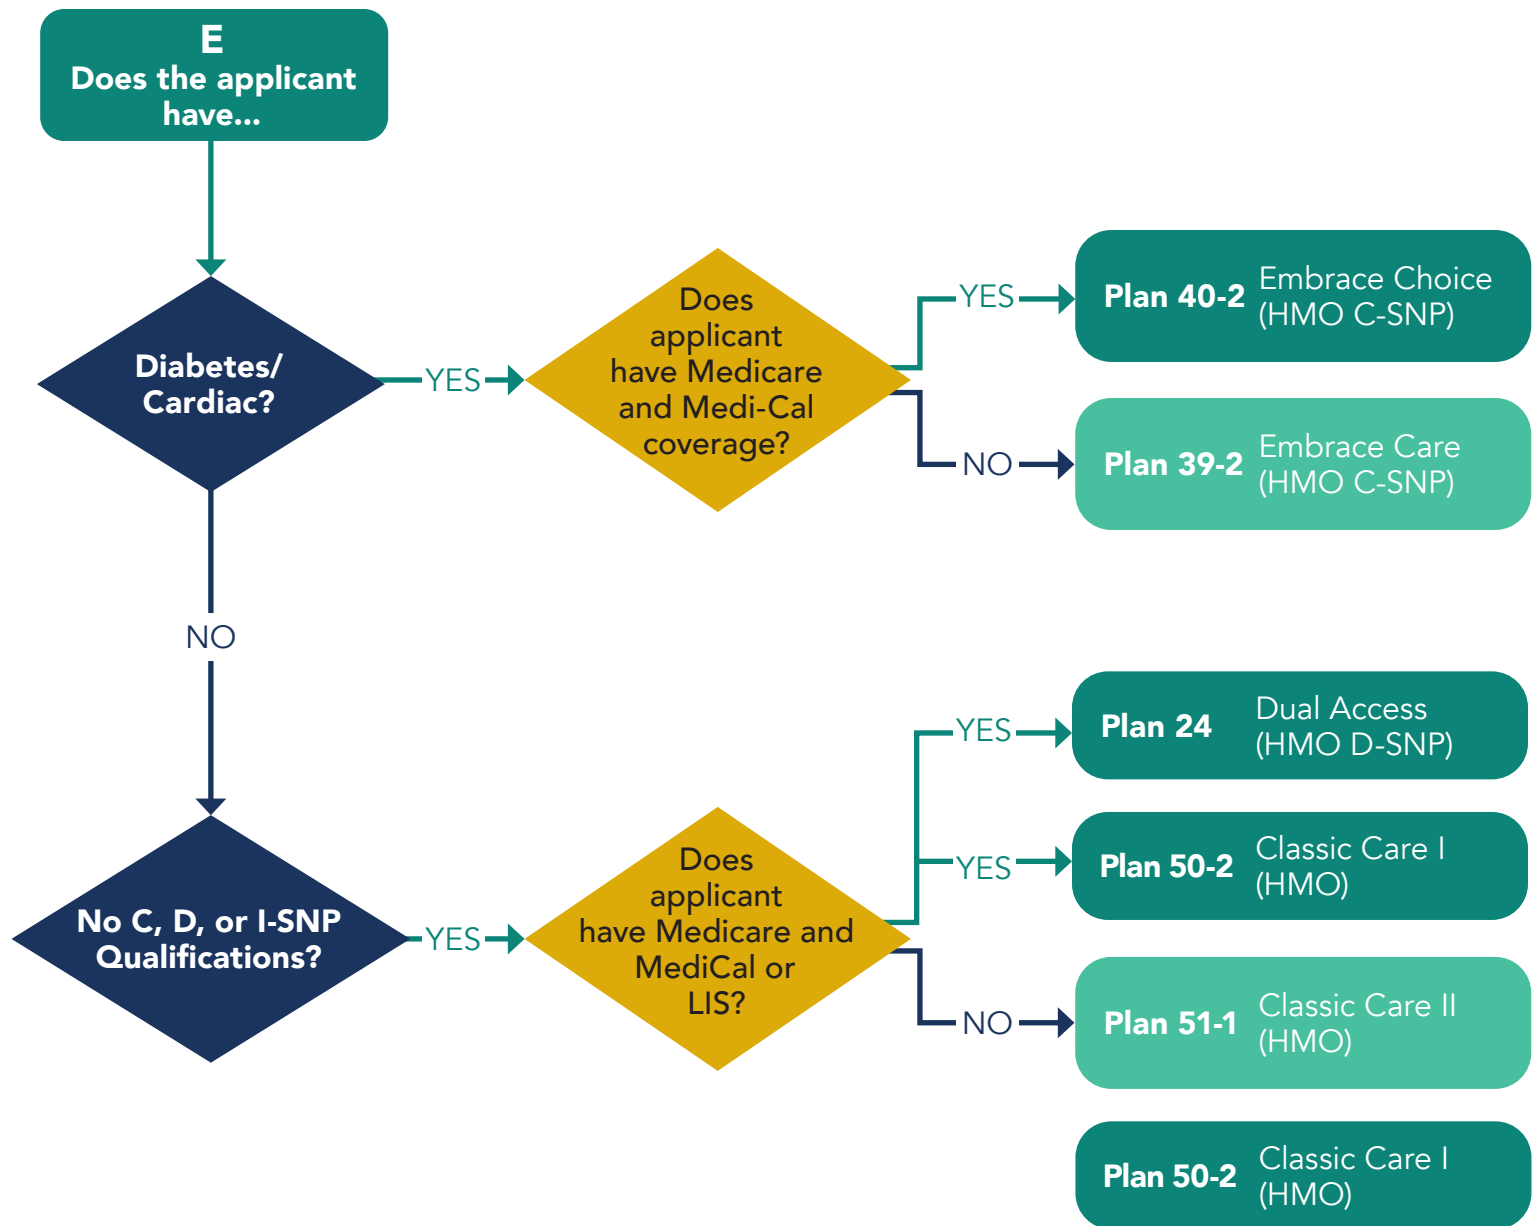 E
Does the applicant
have...
Diabetes/
Cardiac?
YES
Does
applicant
have Medicare
and Medi-Cal
coverage?
YES
Plan 40-2 Embrace Choice
(HMO C-SNP)
NO
Plan 39-2 Embrace Care
(HMO C-SNP)
NO
No C, D, or I-SNP
Qualifications?
YES
Does
applicant
have Medicare and
MediCal or
LIS?
YES
Plan 24 Dual Access
(HMO D-SNP)
YES
Plan 50-2 Classic Care I
(HMO)
NO
Plan 51-1 Classic Care II
(HMO)
Plan 50-2 Classic Care I
(HMO)